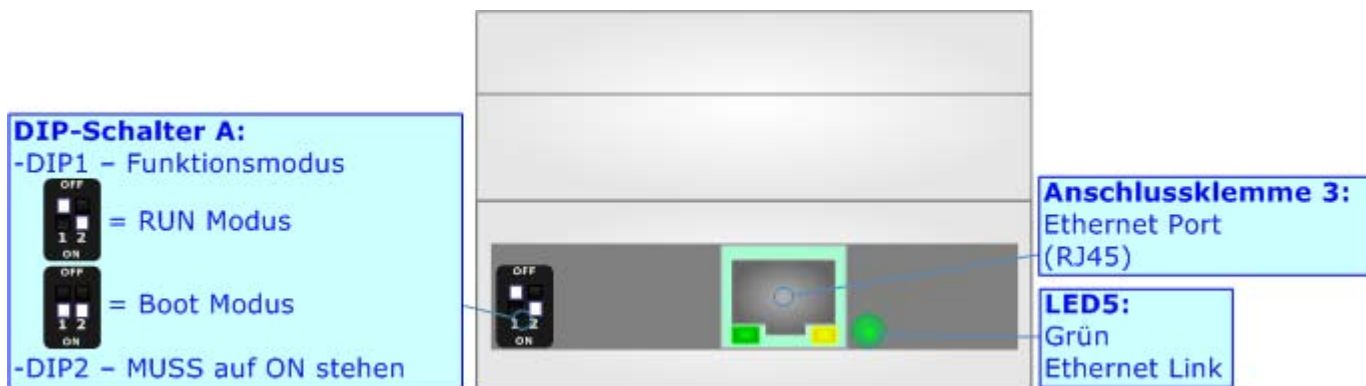 DIP-Schalter A:
-DIP1 – Funktionsmodus
OFF
1 2
ON
= RUN Modus
OFF
1 2
ON
= Boot Modus
-DIP2 – MUSS auf ON stehen
OFF
1 2
ON
Anschlussklemme 3:
Ethernet Port
(RJ45)
LED5:
Grün
Ethernet Link